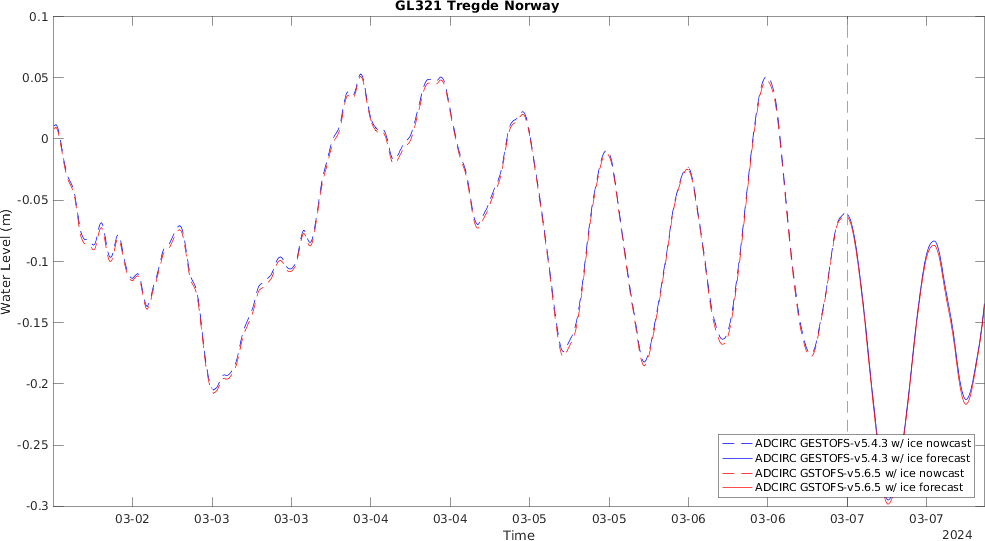 GL321 Tregde Norway
0.1
0.05
0
-0.05
-0.1
-0.15
-0.2
-0.25
-0.3
Water Level (m)
ADCIRC GESTOFS-v5.4.3 w/ ice nowcast
ADCIRC GESTOFS-v5.4.3 w/ ice forecast
ADCIRC GSTOFS-v5.6.5 w/ ice nowcast
ADCIRC GSTOFS-v5.6.5 w/ ice forecast
03-02 03-03 03-03 03-04 03-04 03-05 03-05 03-06 03-06 03-07 03-07
Time
2024